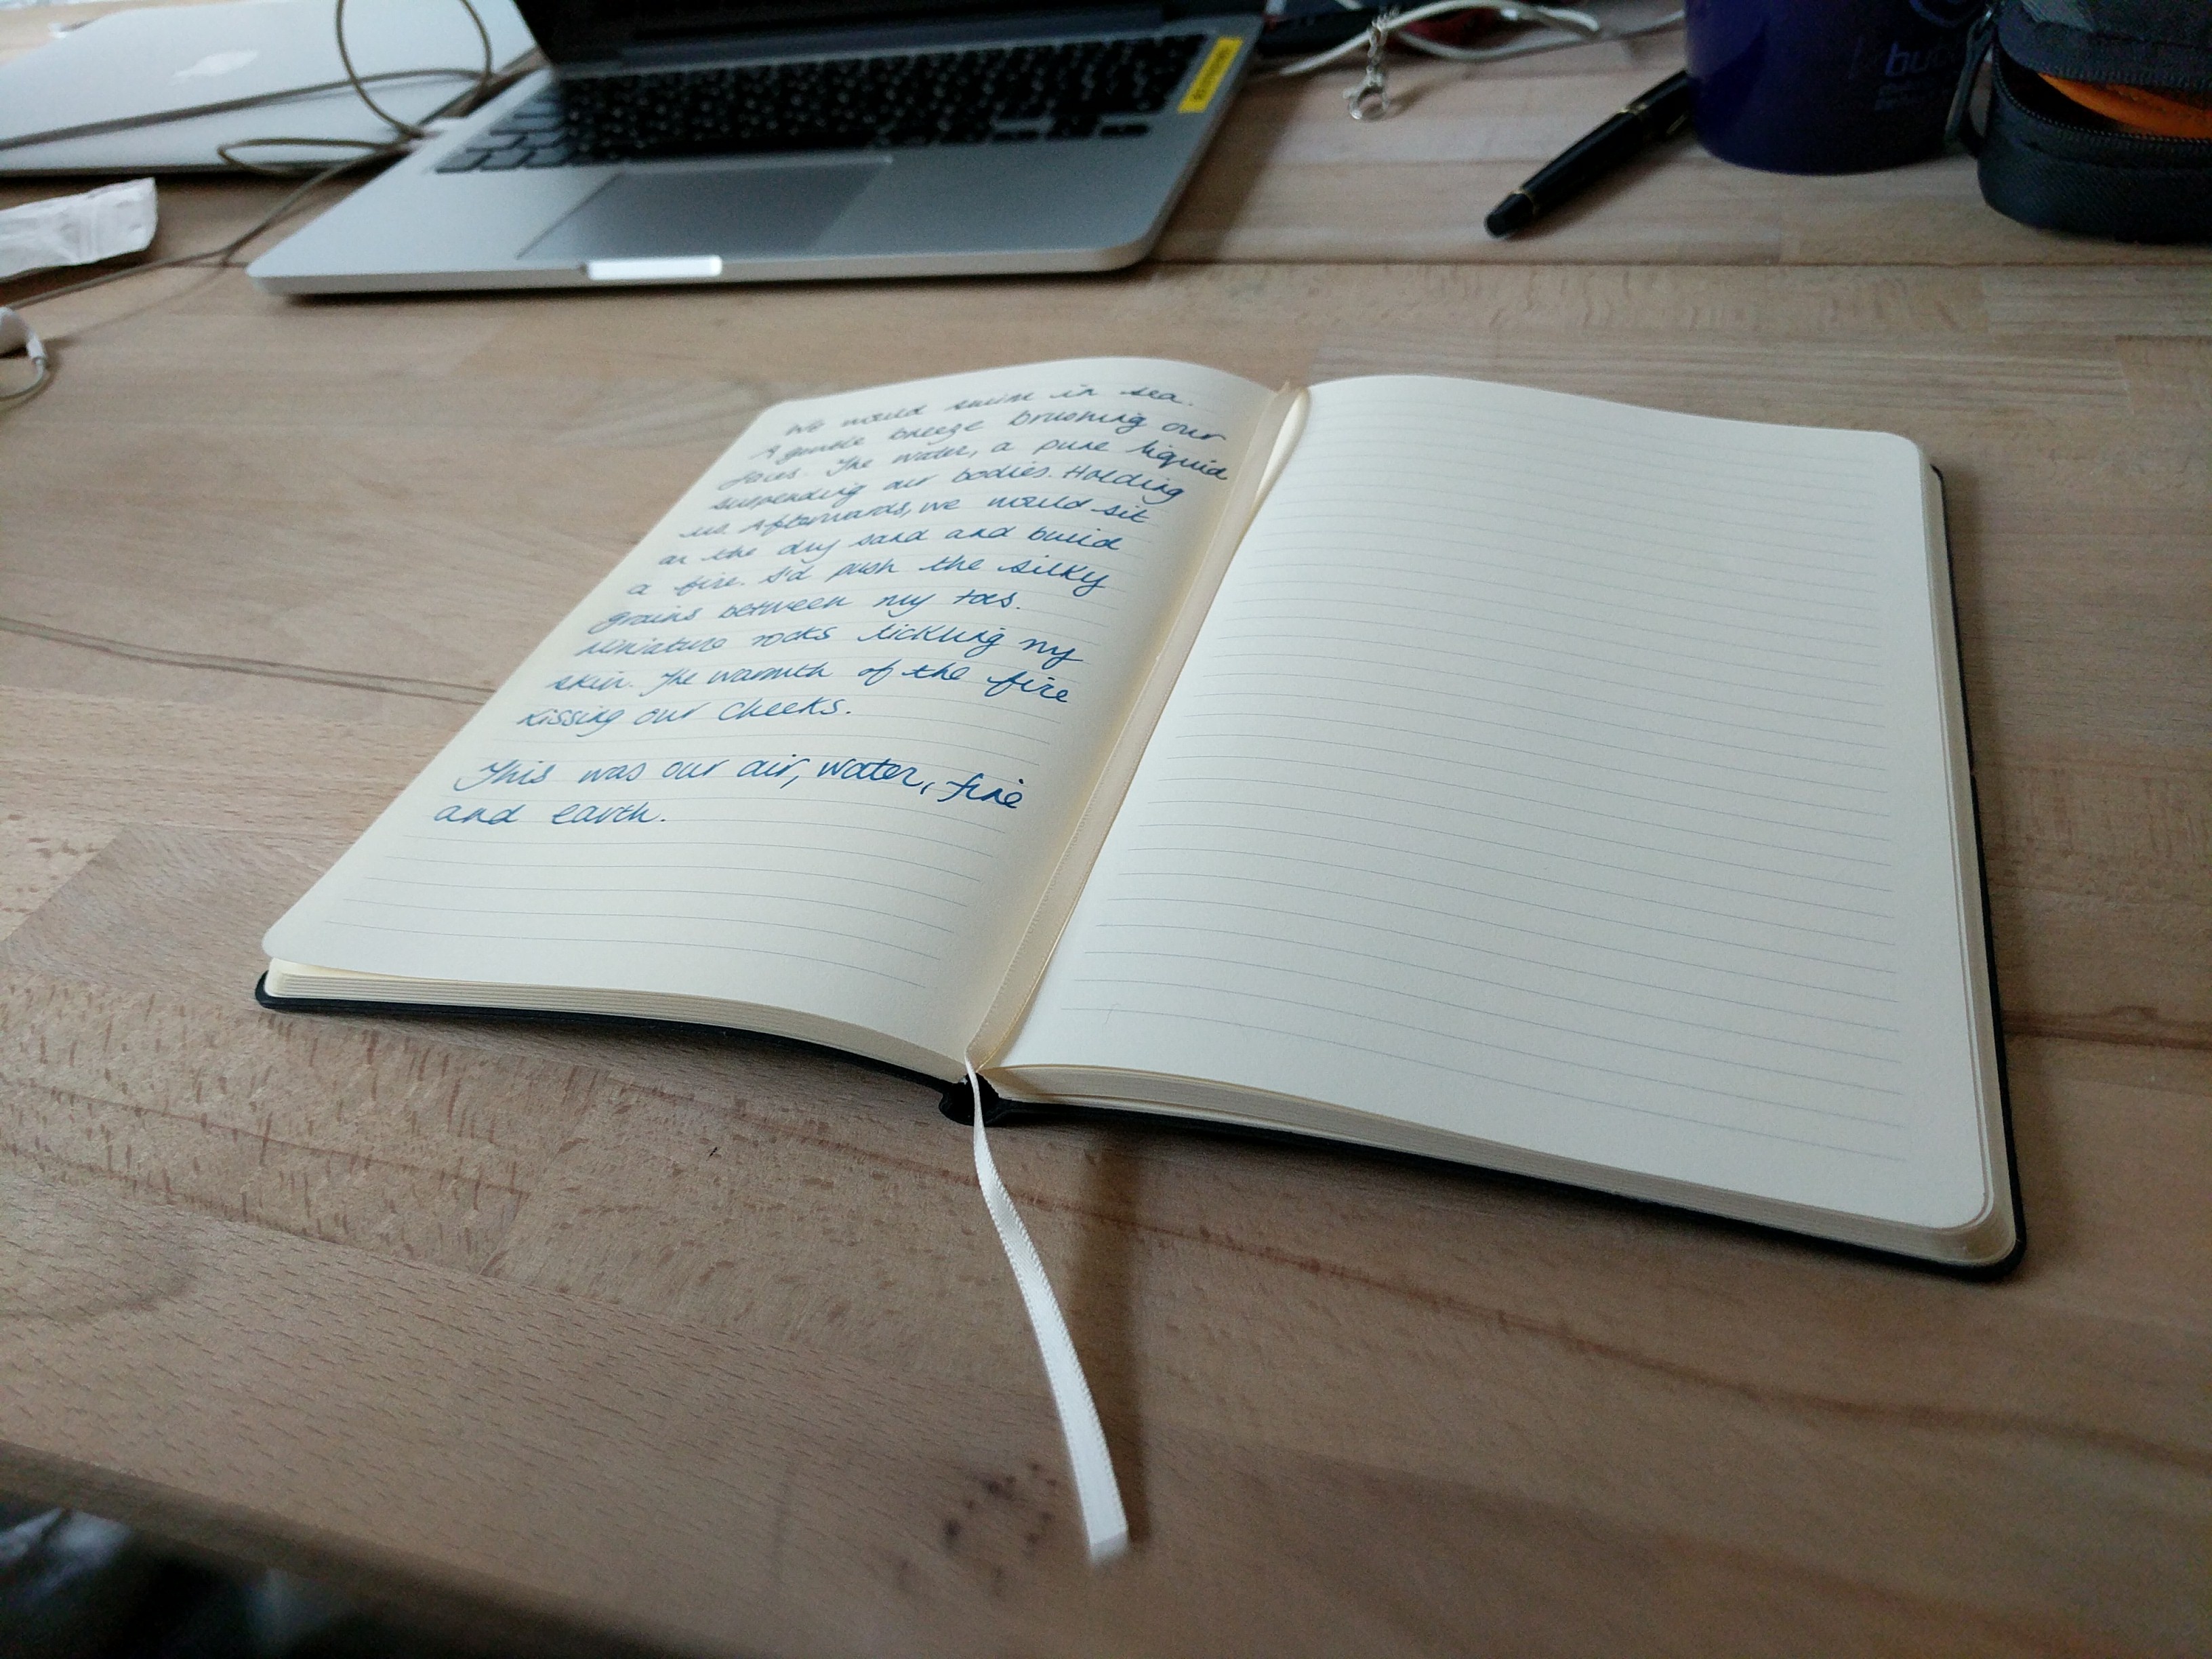 We would swim in sea.
A gentle breeze brushing our
faces. The water, a pure liquid
suspending our bodies. Holding
us. Afterwards, we would sit
on the dry sand and build
a fire. I'd push the silky
grains between my toes.
Miniature rocks tickling my
skin. The warmth of the fire
kissing our cheeks.
This was our air, water, fire
and earth.